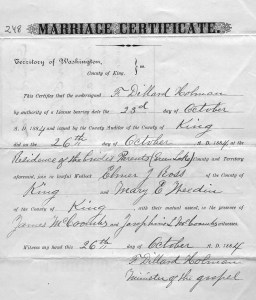 248
MARRIAGE CERTIFICATE.
Territory of Washington,
County of King.
This Certifies that the undersigned F Dillard Holman
by authority of a License bearing date the 23d day of October
A. D. 1884 and issued by the County Auditor of the County of King
did on the 26th day of October A. D. 1884 at the
Residence of the brides Parents County and Territory
aforesaid, join in lawful Wedlock Elmer J Ross of the County of
King and Mary E Weedin
of the County of King with their mutual assent, in the presence of
James McCombs and Josephine L McCombs witnesses.
Witness my hand this 26th day of October A. D. 1884
F Dillard Holman
Minister of the gospel